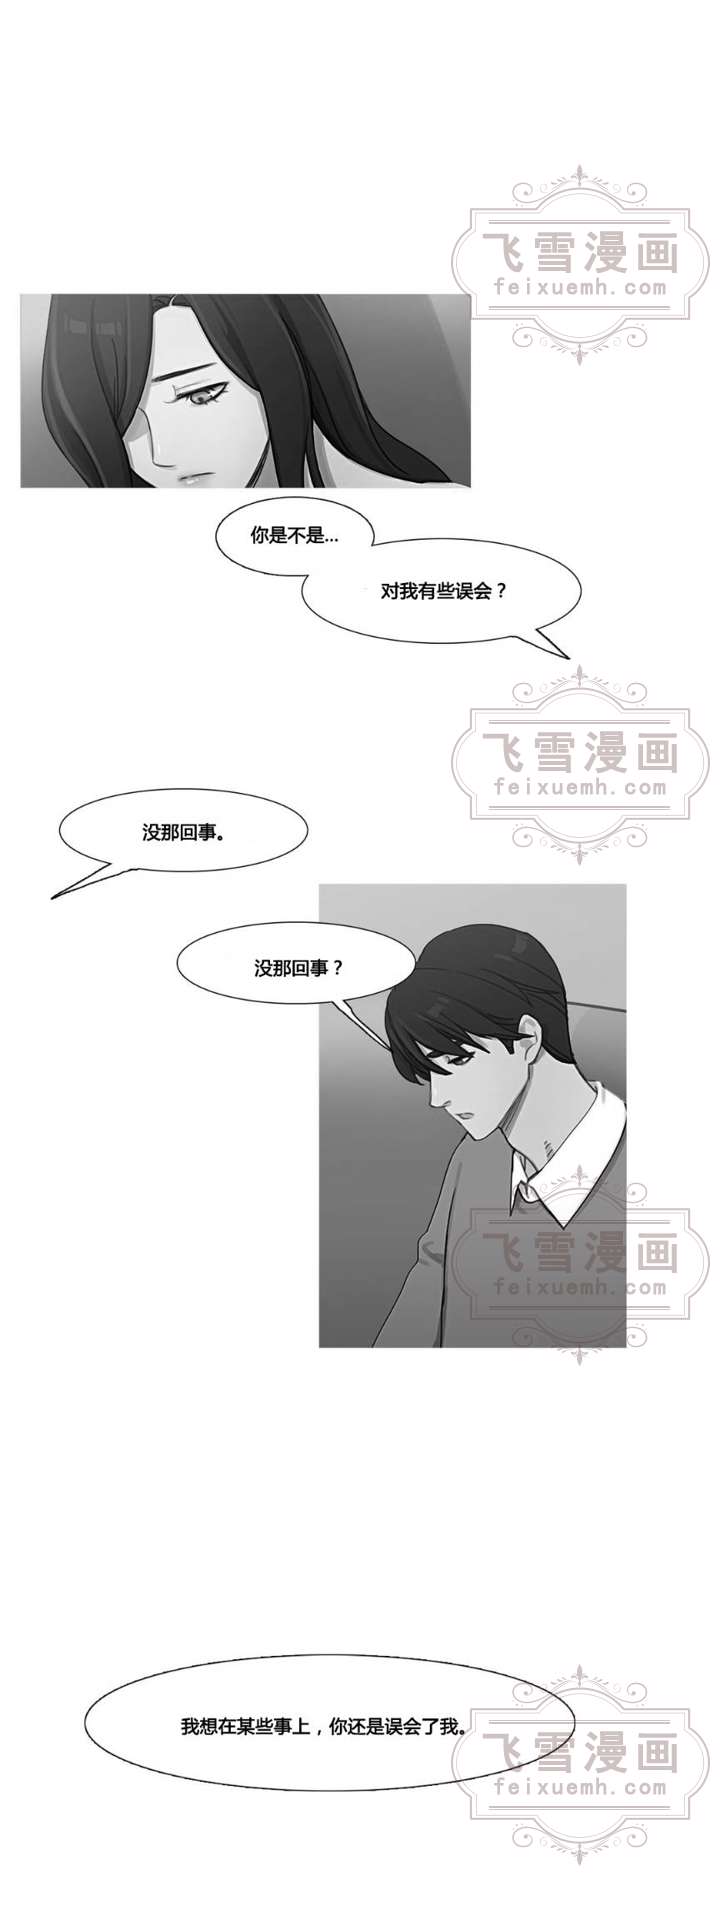 飞雪漫画
feixuemh.com
你是不是...
对我有些误会？
飞雪漫画
feixuemh.com
没那回事。
没那回事？
飞雪漫画
feixuemh.com
我想在某些事上，你还是误会了我。
飞雪漫画
feixuemh.com